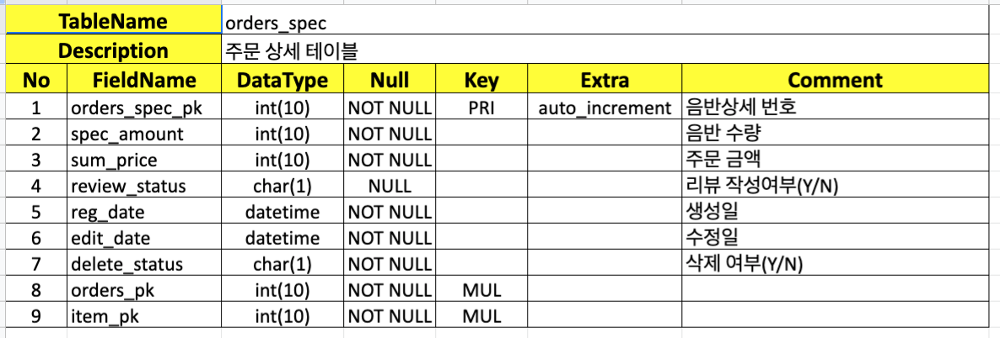 TableName orders_spec
Description 주문 상세 테이블
No FieldName DataType Null Key Extra Comment
1 orders_spec_pk int(10) NOT NULL PRI auto_increment 음반상세 번호
2 spec_amount int(10) NOT NULL 음반 수량
3 sum_price int(10) NOT NULL 주문 금액
4 review_status char(1) NULL 리뷰 작성여부(Y/N)
5 reg_date datetime NOT NULL 생성일
6 edit_date datetime NOT NULL 수정일
7 delete_status char(1) NOT NULL 삭제 여부(Y/N)
8 orders_pk int(10) NOT NULL MUL
9 item_pk int(10) NOT NULL MUL